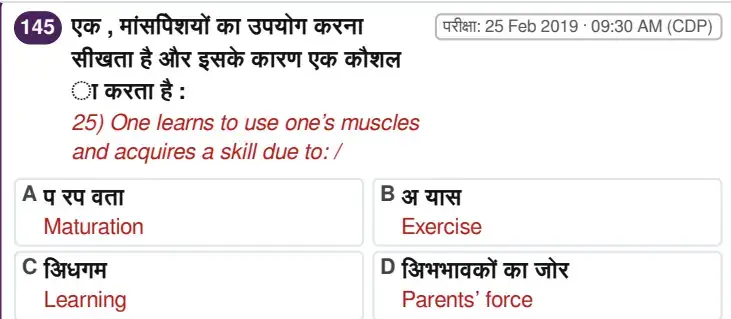 145 एक , मांसपिेशयों का उपयोग करना
परीक्षा: 25 Feb 2019 · 09:30 AM (CDP)
सीखता है और इसके कारण एक कौशल
ा करता है :
25) One learns to use one's muscles
and acquires a skill due to: /
A प रप वता
Maturation
B अ यास
Exercise
C अिधगम
Learning
D अिभभावकों का जोर
Parents' force